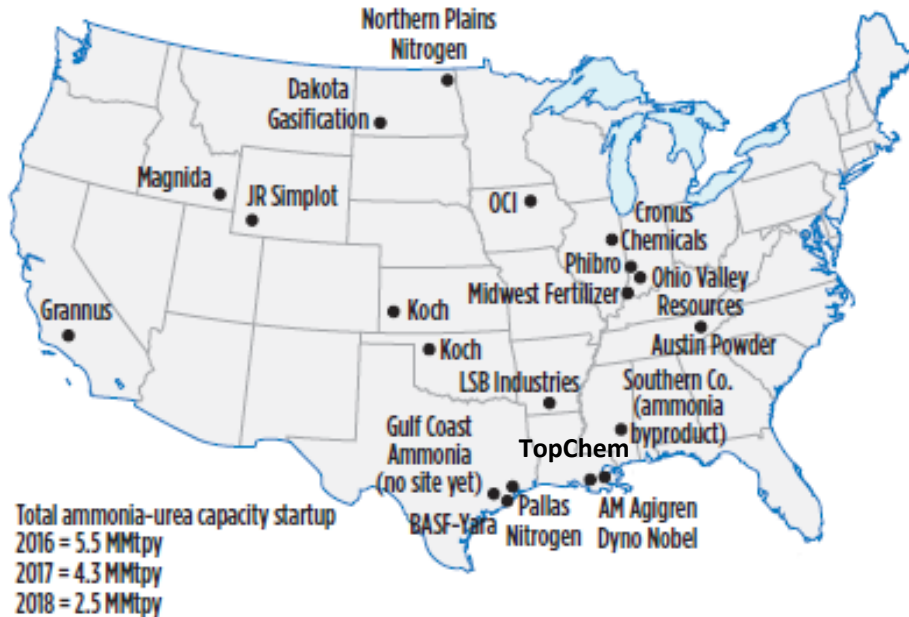 Northern Plains
Nitrogen
Dakota
Gasification
Magnida
JR Simplot
OCI
Cronus
Chemicals
Phibro
Ohio Valley
Resources
Midwest Fertilizer
Grannus
Koch
Koch
Austin Powder
LSB Industries
Southern Co.
(ammonia
byproduct)
Gulf Coast
Ammonia
(no site yet)
TopChem
BASF-Yara
Pallas
Nitrogen
AM Agigren
Dyno Nobel
Total ammonia-urea capacity startup
2016 = 5.5 MMtpy
2017 = 4.3 MMtpy
2018 = 2.5 MMtpy